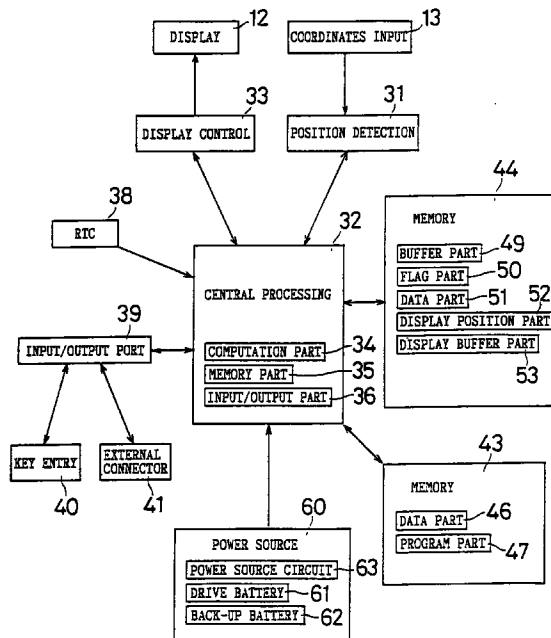 12
13
DISPLAY
COORDINATES INPUT
33
31
DISPLAY CONTROL
POSITION DETECTION
44
38
32
MEMORY
RTC
BUFFER PART
49
FLAG PART
50
CENTRAL PROCESSING
DATA PART
51
52
39
DISPLAY POSITION PART
INPUT/OUTPUT PORT
COMPUTATION PART
34
DISPLAY BUFFER PART
MEMORY PART
35
53
INPUT/OUTPUT PART
36
43
KEY ENTRY
EXTERNAL
CONNECTOR
MEMORY
40
41
60
DATA PART
46
POWER SOURCE
PROGRAM PART
47
POWER SOURCE CIRCUIT
63
DRIVE BATTERY
61
BACK-UP BATTERY
62